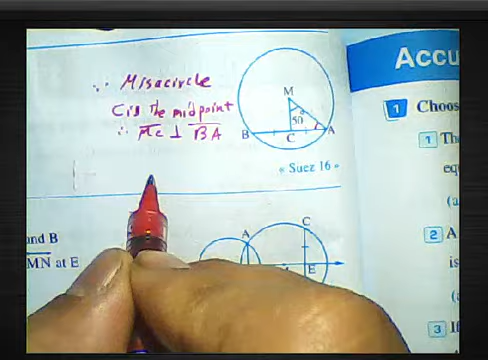 ∵ M is a circle
C is the midpoint
∴ MC ⊥ BA
M
50
B
C
A
« Suez 16 »
and B
MN at E
A
C
E
Accu
1 Choos
1 Th
equ
(a
2 A
is
(a
3 If